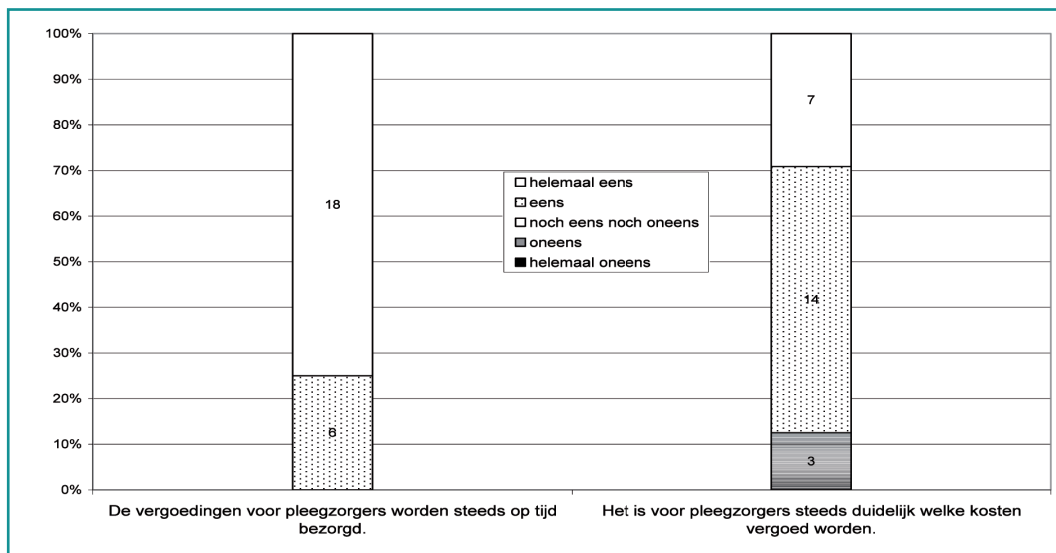 100%
90%
80%
70%
60%
50%
40%
30%
20%
10%
0%
18
6
7
14
3
helemaal eens
eens
noch eens noch oneens
oneens
helemaal oneens
De vergoedingen voor pleegzorgers worden steeds op tijd
bezorgd.
Het is voor pleegzorgers steeds duidelijk welke kosten
vergoed worden.